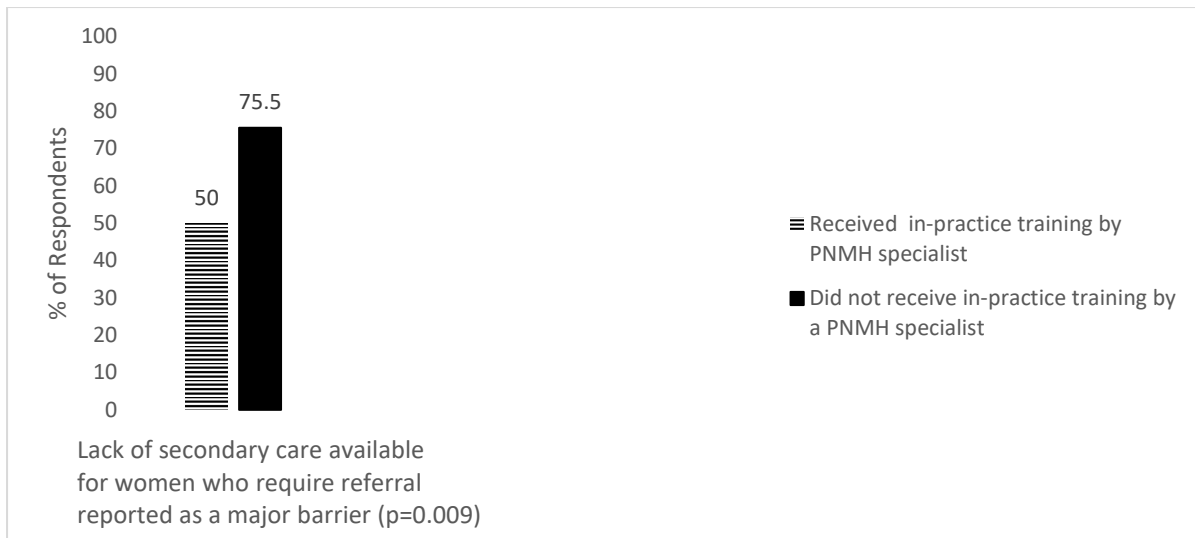 100
90
80
70
60
50
40
30
20
10
0
% of Respondents
50
75.5
Lack of secondary care available
for women who require referral
reported as a major barrier (p=0.009)
Received in-practice training by
PNMH specialist
Did not receive in-practice training by
a PNMH specialist